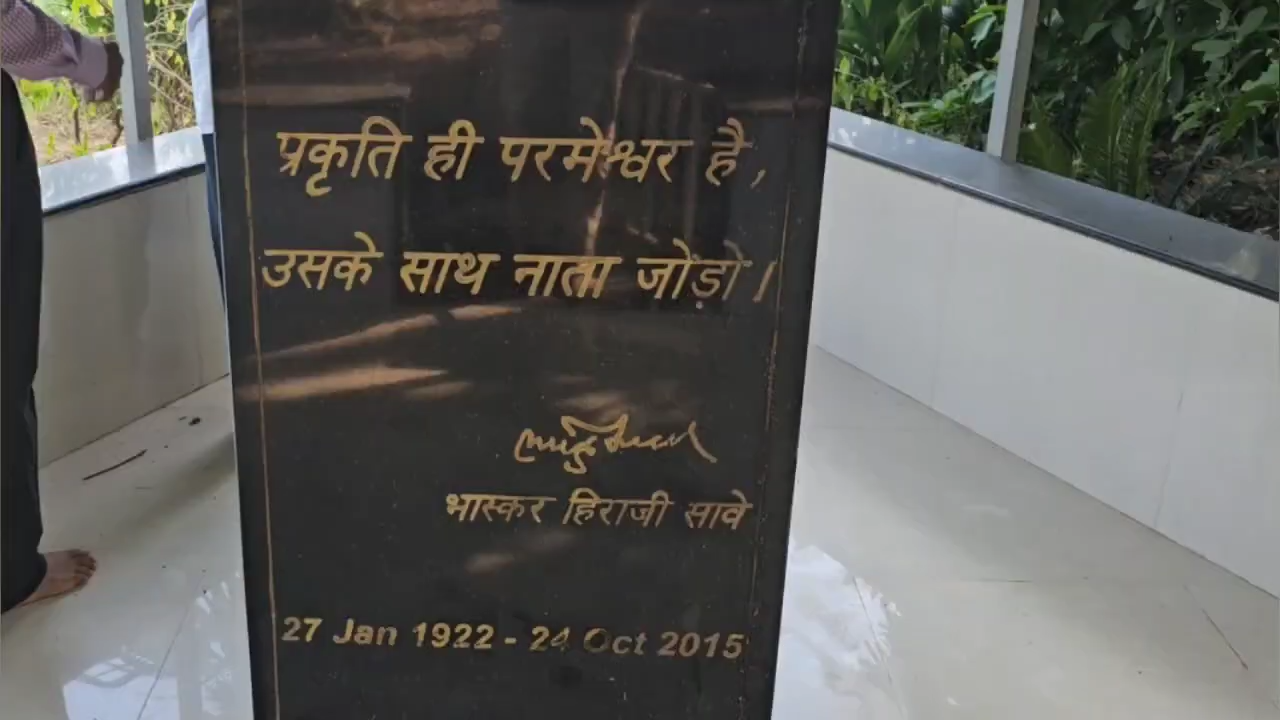 प्रकृति ही परमेश्वर है,
उसके साथ नाता जोड़ो।
भास्कर हिराजी सावे
27 Jan 1922 - 24 Oct 2015